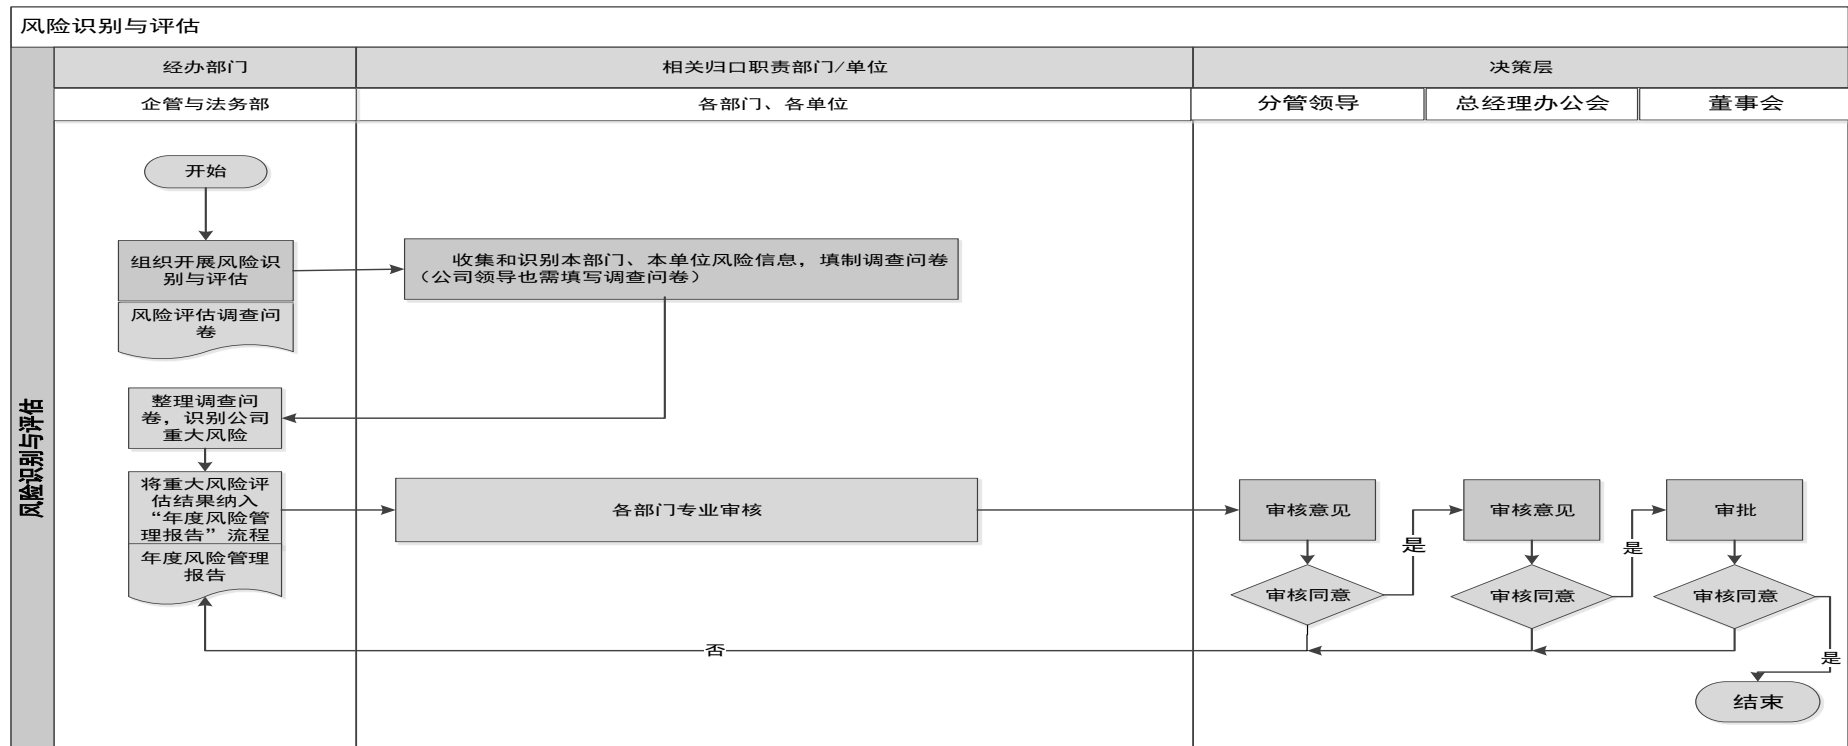 风险识别与评估
经办部门
相关归口职责部门/单位
决策层
企管与法务部
各部门、各单位
分管领导
总经理办公会
董事会
风险识别与评估
开始
组织开展风险识
别与评估
风险评估调查问
卷
收集和识别本部门、本单位风险信息，填制调查问卷
（公司领导也需填写调查问卷）
整理调查问
卷，识别公司
重大风险
将重大风险评
估结果纳入
“年度风险管
理报告”流程
年度风险管理
报告
各部门专业审核
审核意见
审核同意
是
审核意见
审核同意
是
审批
审核同意
是
否
结束